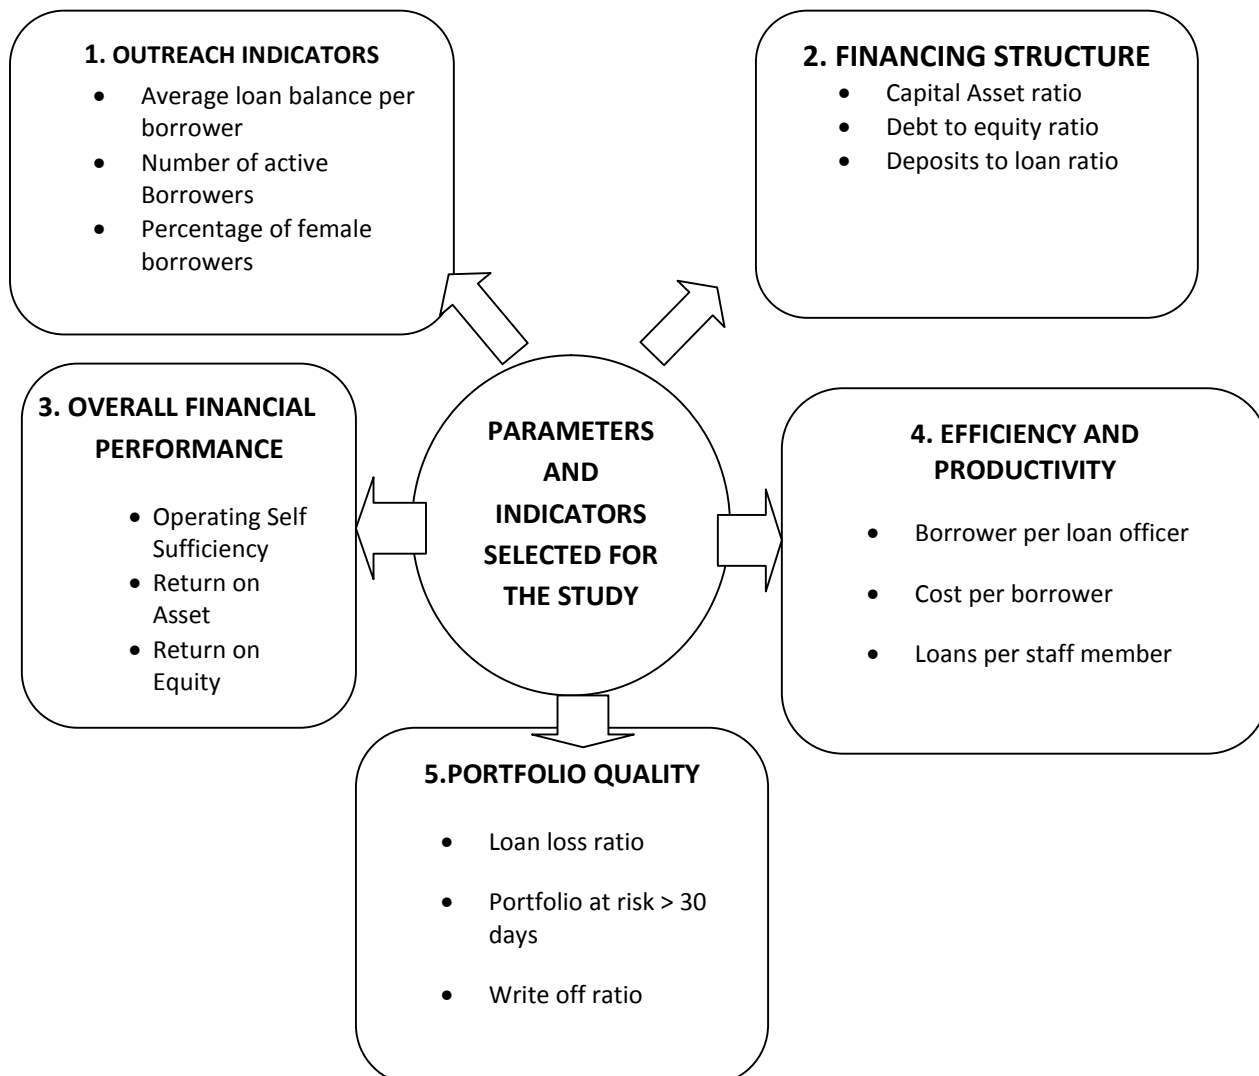 1. OUTREACH INDICATORS
• Average loan balance per
borrower
• Number of active
Borrowers
• Percentage of female
borrowers
2. FINANCING STRUCTURE
• Capital Asset ratio
• Debt to equity ratio
• Deposits to loan ratio
3. OVERALL FINANCIAL
PERFORMANCE
• Operating Self
Sufficiency
• Return on
Asset
• Return on
Equity
PARAMETERS
AND
INDICATORS
SELECTED FOR
THE STUDY
4. EFFICIENCY AND
PRODUCTIVITY
• Borrower per loan officer
• Cost per borrower
• Loans per staff member
5.PORTFOLIO QUALITY
• Loan loss ratio
• Portfolio at risk > 30
days
• Write off ratio